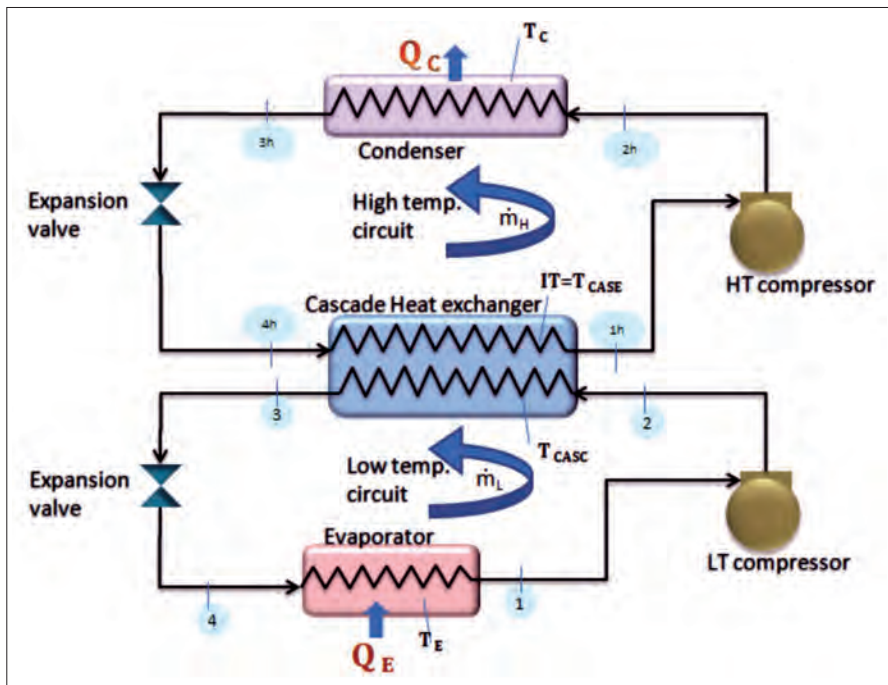 T_C
Q_C
3h
2h
Condenser
Expansion
valve
High temp.
circuit
ṁ_H
HT compressor
IT=T_CASE
Cascade Heat exchanger
4h
1h
3
2
T_CASC
Low temp.
circuit
ṁ_L
Expansion
valve
LT compressor
Evaporator
4
1
T_E
Q_E